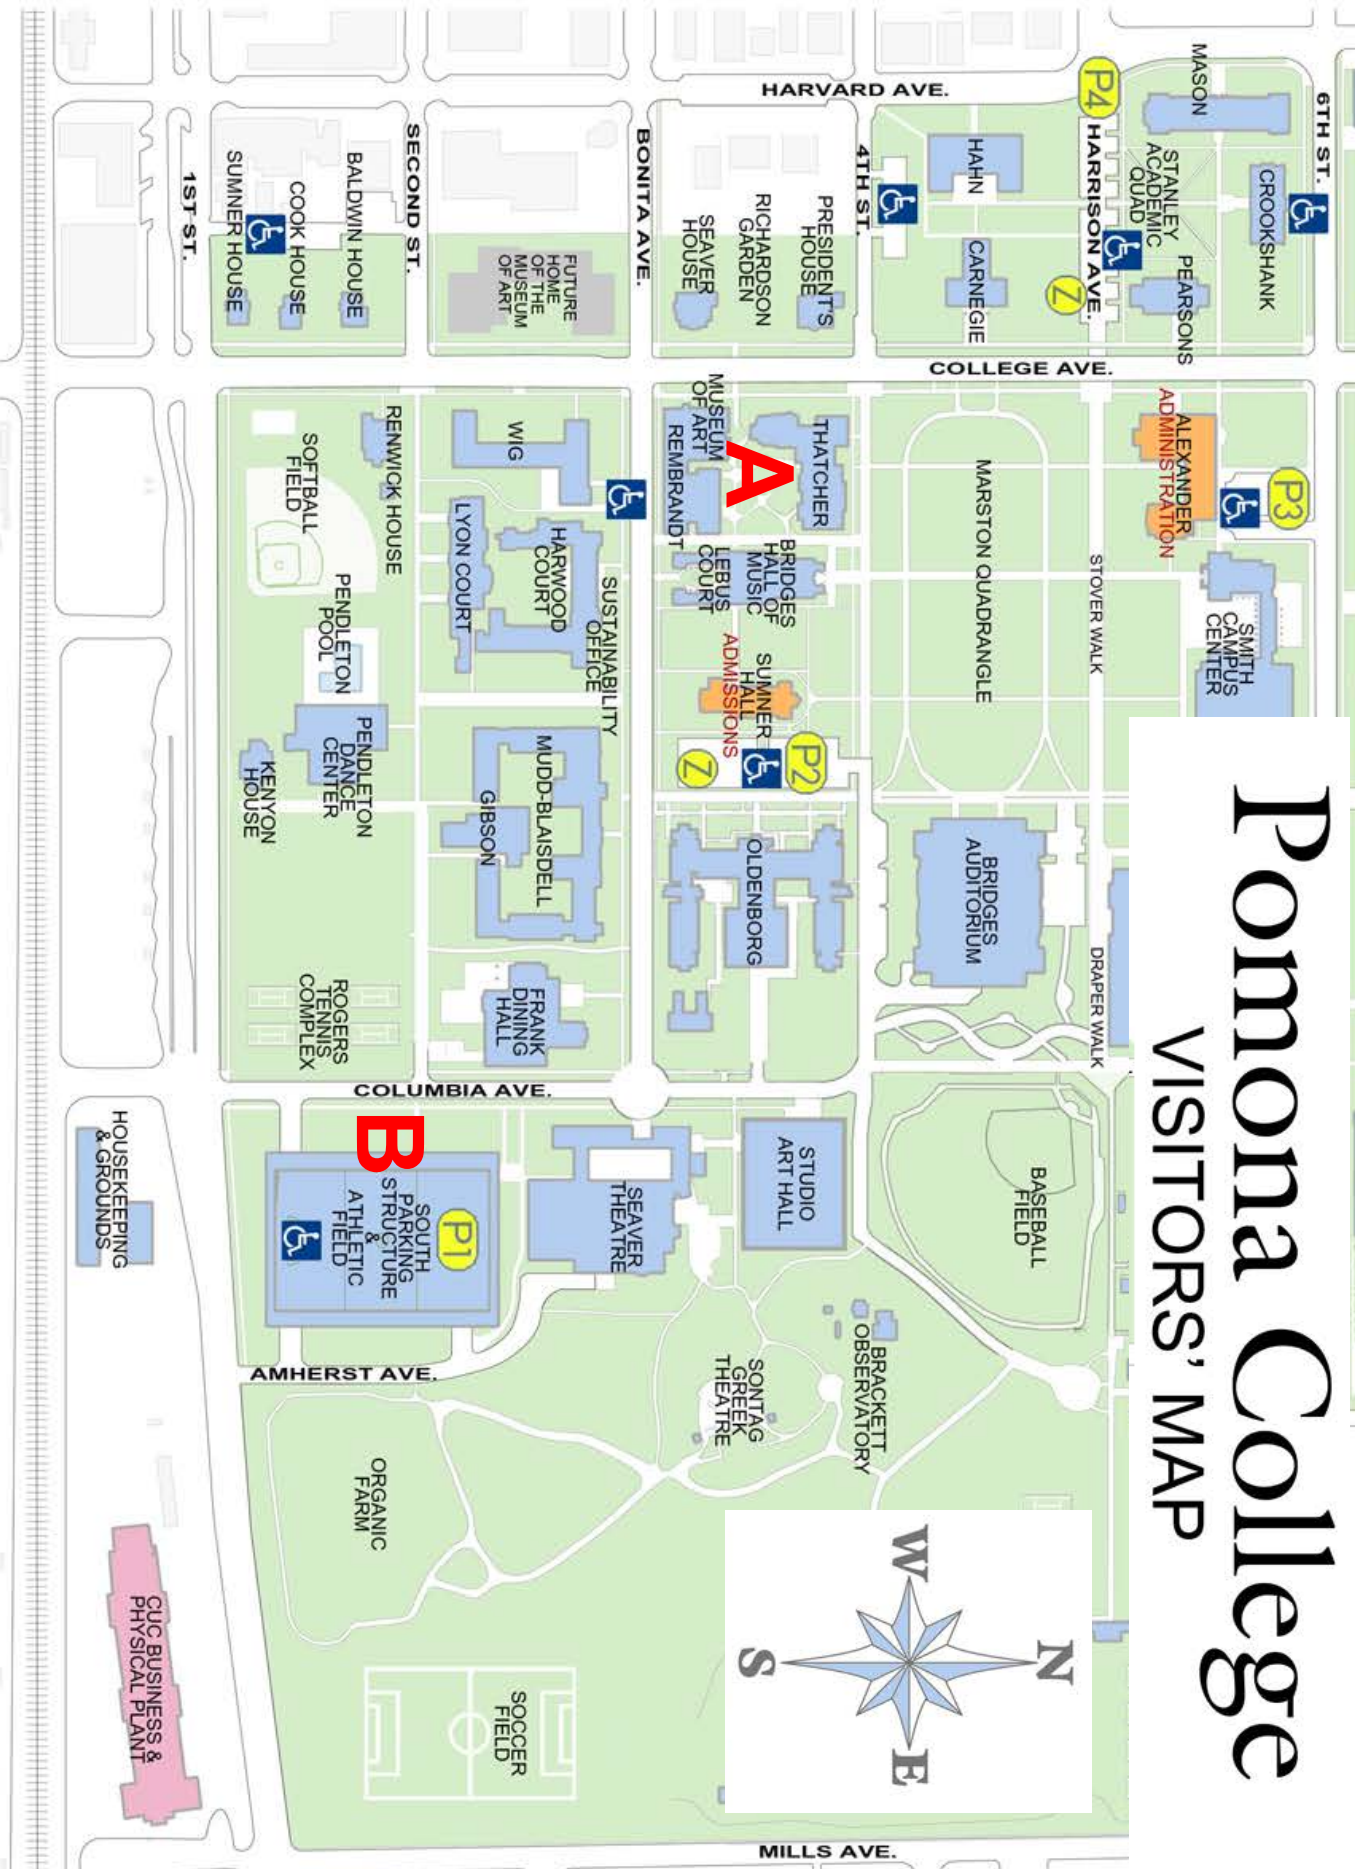 Pomona College
VISITORS' MAP
6TH ST.
MASON
CROOKSHANK
STANLEY
ACADEMIC
QUAD
PEARSONS
P4
HARRISON AVE.
Z
HARVARD AVE.
HAHN
CARNEGIE
4TH ST.
PRESIDENT'S
HOUSE
RICHARDSON
GARDEN
SEAVER
HOUSE
BONITA AVE.
FUTURE
HOME
OF THE
MUSEUM
OF ART
SECOND ST.
BALDWIN HOUSE
COOK HOUSE
SUMNER HOUSE
1ST ST.
COLLEGE AVE.
ALEXANDER
ADMINISTRATION
P3
SMITH
CAMPUS
CENTER
STOVER WALK
MARSTON QUADRANGLE
DRAPER WALK
THATCHER
A
MUSEUM
OF ART
REMBRANDT
BRIDGES
HALL OF
MUSIC
LEBUS
COURT
SUMNER
HALL
ADMISSIONS
P2
Z
BRIDGES
AUDITORIUM
OLDENBORG
WIG
HARWOOD
COURT
LYON COURT
SUSTAINABILITY
OFFICE
RENWICK HOUSE
SOFTBALL
FIELD
PENDLETON
POOL
PENDLETON
DANCE
CENTER
KENYON
HOUSE
MUDD-BLAISDELL
GIBSON
FRANK
DINING
HALL
ROGERS
TENNIS
COMPLEX
COLUMBIA AVE.
BASEBALL
FIELD
STUDIO
ART HALL
SEAVER
THEATRE
B
P1
SOUTH
PARKING
STRUCTURE
&
ATHLETIC
FIELD
HOUSEKEEPING
& GROUNDS
BRACKETT
OBSERVATORY
SONTAG
GREEK
THEATRE
AMHERST AVE.
ORGANIC
FARM
SOCCER
FIELD
CUC BUSINESS &
PHYSICAL PLANT
MILLS AVE.
N
W
E
S